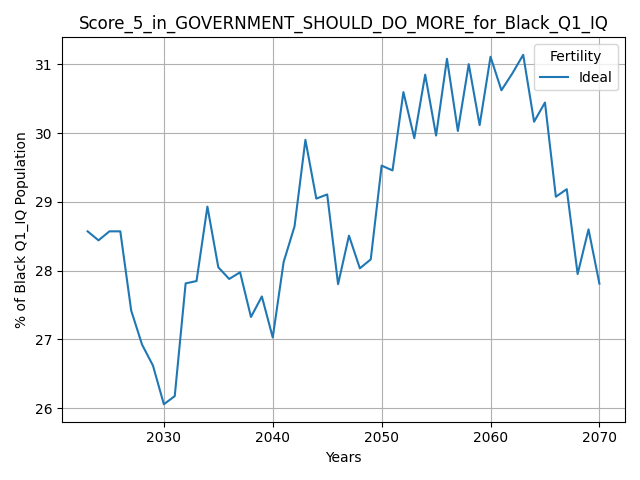 Score_5_in_GOVERNMENT_SHOULD_DO_MORE_for_Black_Q1_IQ
Fertility
Ideal
% of Black Q1_IQ Population
31
30
29
28
27
26
2030
2040
2050
2060
2070
Years